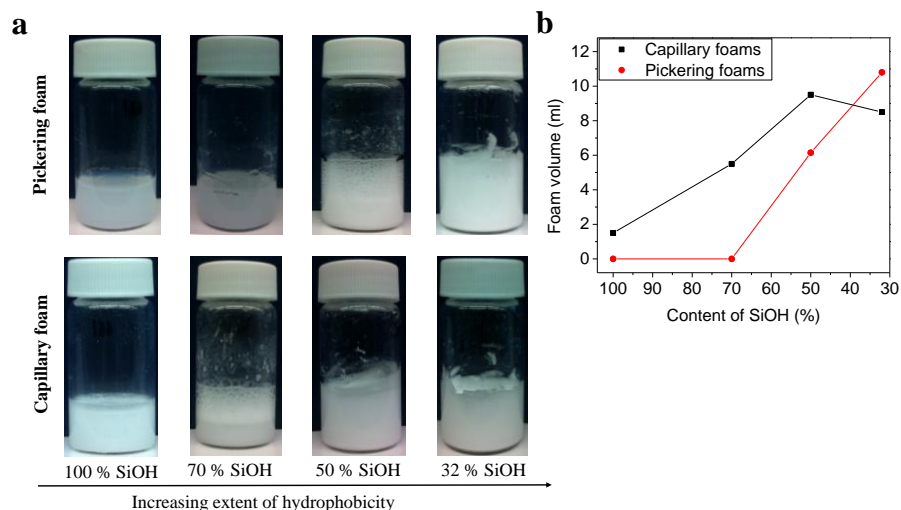 a
Pickering foam
Capillary foam
100 % SiOH
70 % SiOH
50 % SiOH
32 % SiOH
Increasing extent of hydrophobicity
b
Capillary foams
Pickering foams
Foam volume (ml)
12
10
8
6
4
2
0
100 90 80 70 60 50 40 30
Content of SiOH (%)